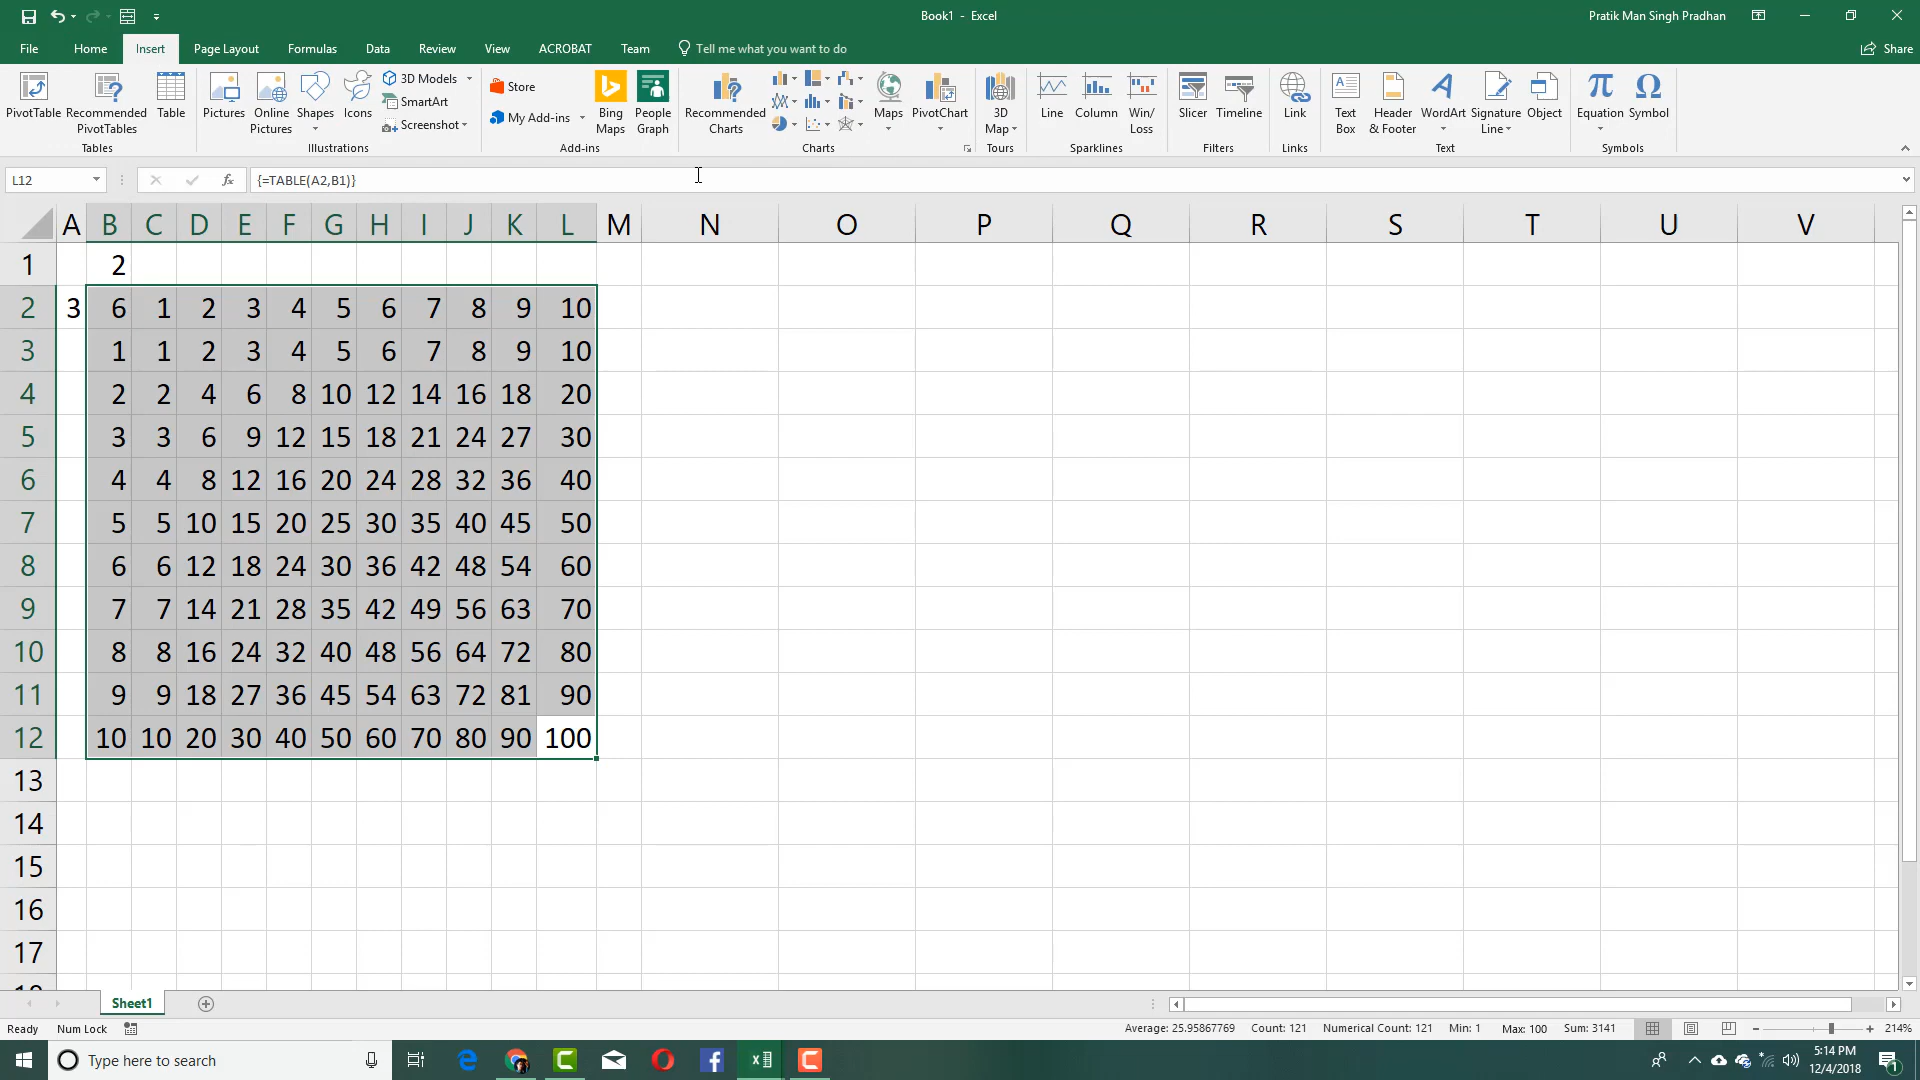 Book1 - Excel
Pratik Man Singh Pradhan
File Home Insert Page Layout Formulas Data Review View ACROBAT Team Tell me what you want to do Share
PivotTable
Recommended PivotTables
Table
Tables
Pictures
Online Pictures
Shapes
Icons
3D Models
SmartArt
Screenshot
Illustrations
Store
My Add-ins
Bing Maps
People Graph
Add-ins
Recommended Charts
Maps
PivotChart
Charts
3D Map
Tours
Line
Column
Win/ Loss
Sparklines
Slicer
Timeline
Filters
Link
Links
Text Box
Header & Footer
WordArt
Signature Line
Object
Text
Equation
Symbol
Symbols
L12 fx {=TABLE(A2,B1)}
A B C D E F G H I J K L M N O P Q R S T U V
1 2
2 3 6 1 2 3 4 5 6 7 8 9 10
3 1 1 2 3 4 5 6 7 8 9 10
4 2 2 4 6 8 10 12 14 16 18 20
5 3 3 6 9 12 15 18 21 24 27 30
6 4 4 8 12 16 20 24 28 32 36 40
7 5 5 10 15 20 25 30 35 40 45 50
8 6 6 12 18 24 30 36 42 48 54 60
9 7 7 14 21 28 35 42 49 56 63 70
10 8 8 16 24 32 40 48 56 64 72 80
11 9 9 18 27 36 45 54 63 72 81 90
12 10 10 20 30 40 50 60 70 80 90 100
13
14
15
16
17
Sheet1
Ready Num Lock Average: 25.95867769 Count: 121 Numerical Count: 121 Min: 1 Max: 100 Sum: 3141 214%
Type here to search
5:14 PM
12/4/2018